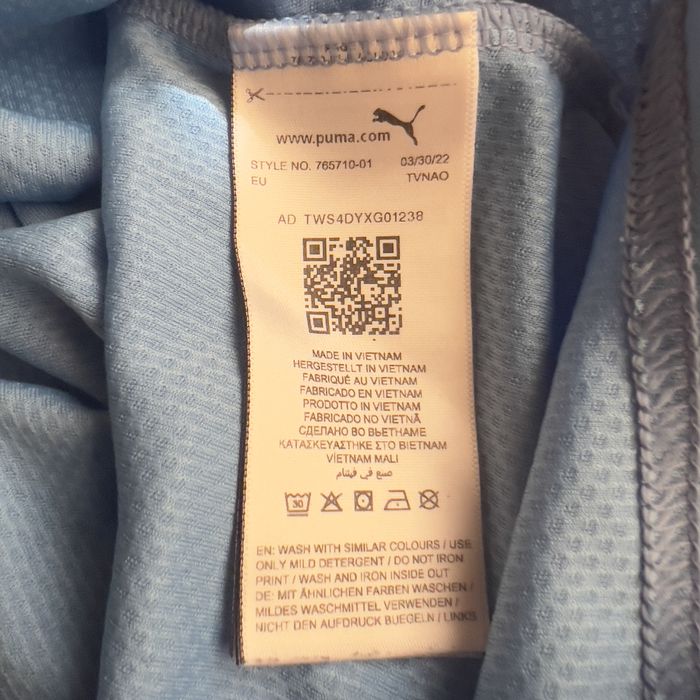 www.puma.com
STYLE NO. 765710-01 03/30/22
EU TVNAO
AD TWS4DYXG01238
MADE IN VIETNAM
HERGESTELLT IN VIETNAM
FABRIQUÉ AU VIETNAM
FABRICADO EN VIETNAM
PRODOTTO IN VIETNAM
FABRICADO NO VIETNÃ
СДЕЛАНО ВО ВЬЕТНАМЕ
ΚΑΤΑΣΚΕΥΑΣΤΗΚΕ ΣΤΟ ΒΙΕΤΝΑΜ
VİETNAM MALI
صنع في فيتنام
30
EN: WASH WITH SIMILAR COLOURS / USE
ONLY MILD DETERGENT / DO NOT IRON
PRINT / WASH AND IRON INSIDE OUT
DE: MIT ÄHNLICHEN FARBEN WASCHEN /
MILDES WASCHMITTEL VERWENDEN /
NICHT DEN AUFDRUCK BUEGELN / LINKS